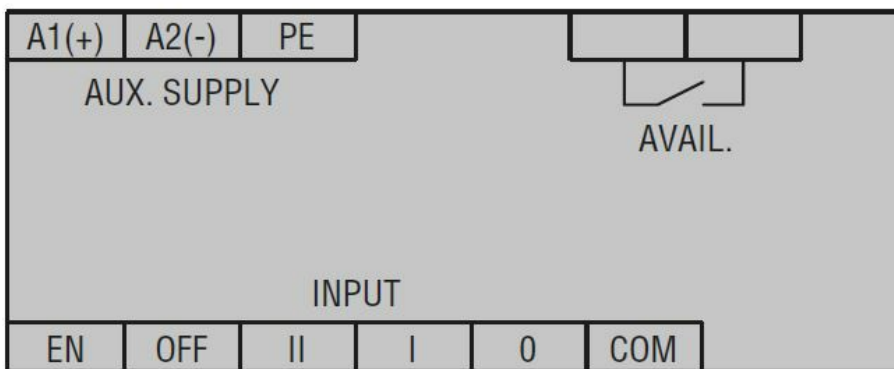 A1(+) A2(-) PE
AUX. SUPPLY
AVAIL.
INPUT
EN OFF II I 0 COM